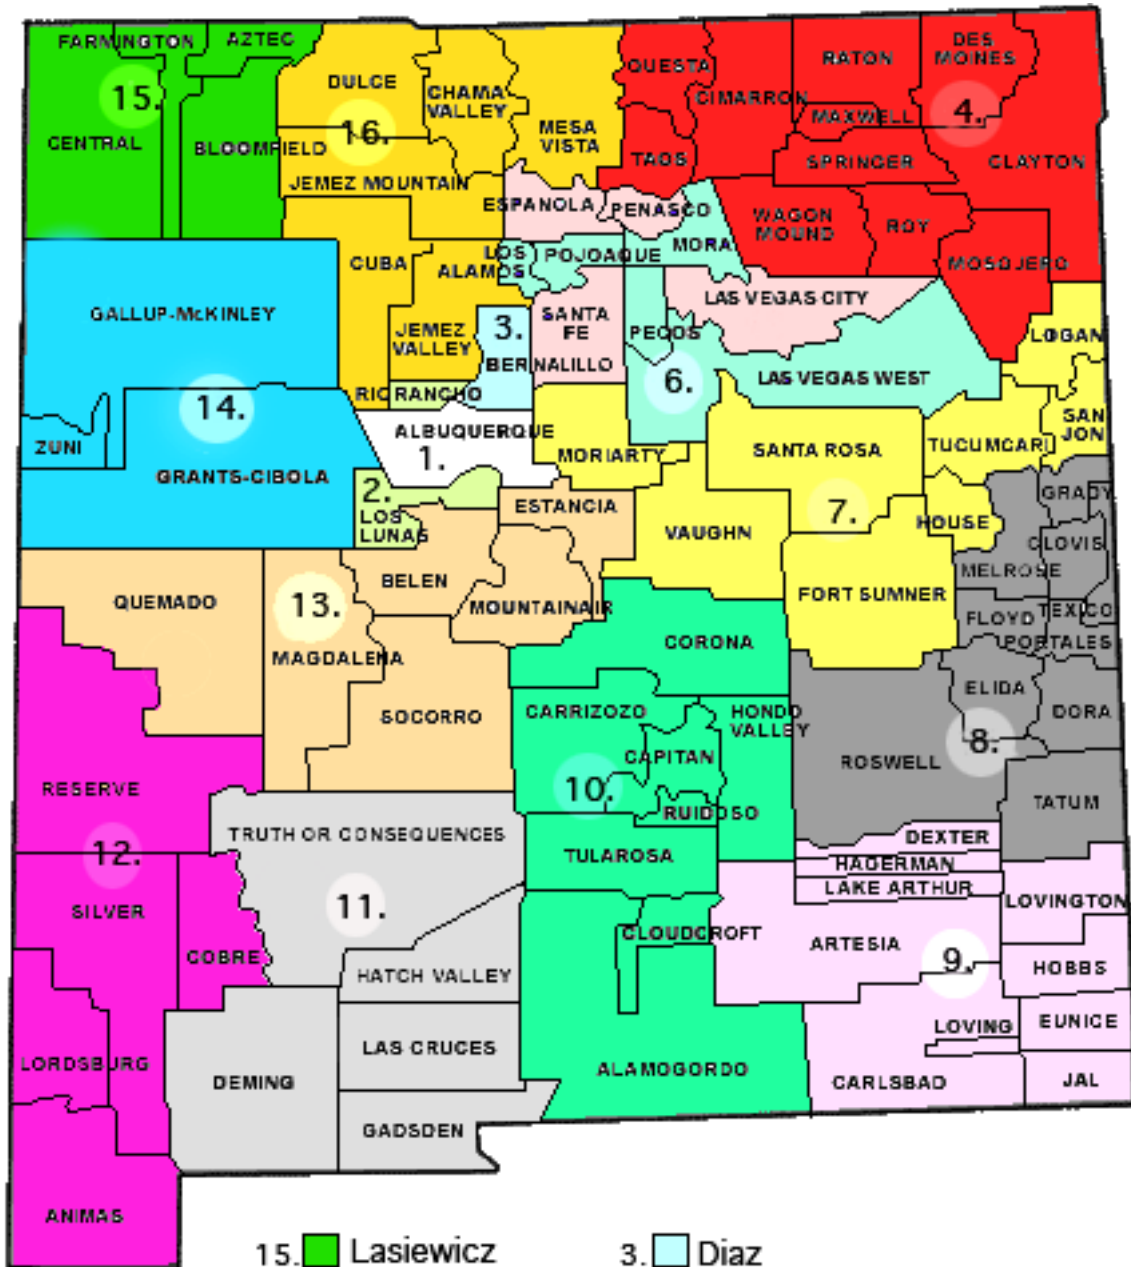 FARMINGTON
AZTEC
15.
CENTRAL
BLOOMFIELD
DULCE
CHAMA
VALLEY
16.
MESA
VISTA
JEMEZ MOUNTAIN
QUESTA
CIMARRON
TAOS
RATON
MAXWELL
SPRINGER
DES
MOINES
4.
CLAYTON
ESPANOLA
PENASCO
WAGON
MOUND
ROY
MOSQJERO
CUBA
LOS
ALAMOS
POJOAQUE
MORA
GALLUP-McKINLEY
JEMEZ
VALLEY
3.
BERNALILLO
SANTA
FE
PECOS
LAS VEGAS CITY
LOGAN
RIO RANCHO
6.
LAS VEGAS WEST
14.
ZUNI
GRANTS-CIBOLA
ALBUQUERQUE
1.
MORIARTY
SANTA ROSA
TUCUMCARI
SAN
JON
2.
LOS
LUNAS
ESTANCIA
VAUGHN
7.
HOUSE
GRADY
CLOVIS
MELROSE
QUEMADO
13.
BELEN
MOUNTAINAIR
FORT SUMNER
FLOYD
TEXICO
PORTALES
MAGDALENA
CORONA
ELIDA
DORA
SOCORRO
CARRIZOZO
HONDO
VALLEY
CAPITAN
10.
RUIDOSO
ROSWELL
8.
TATUM
RESERVE
12.
TRUTH OR CONSEQUENCES
TULAROSA
DEXTER
HAGERMAN
LAKE ARTHUR
LOVINGTON
SILVER
COBRE
11.
HATCH VALLEY
CLOUDCROFT
ARTESIA
9.
HOBBS
LORDSBURG
DEMING
LAS CRUCES
ALAMOGORDO
LOVING
EUNICE
CARLSBAD
JAL
GADSDEN
ANIMAS
15. Lasiewicz
3. Diaz